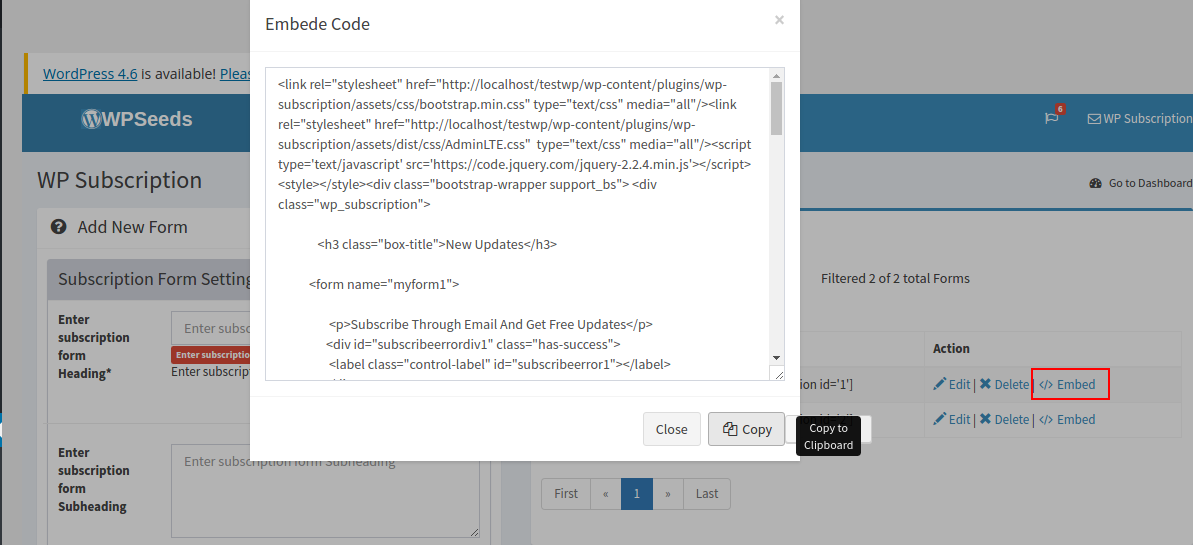 Embede Code
×
<link rel="stylesheet" href="http://localhost/testwp/wp-content/plugins/wp-
subscription/assets/css/bootstrap.min.css" type="text/css" media="all"/><link
rel="stylesheet" href="http://localhost/testwp/wp-content/plugins/wp-
subscription/assets/dist/css/AdminLTE.css"  type="text/css" media="all"/><script
type='text/javascript' src='https://code.jquery.com/jquery-2.2.4.min.js'></script>
<style></style><div class="bootstrap-wrapper support_bs"> <div
class="wp_subscription">
<h3 class="box-title">New Updates</h3>
<form name="myform1">
<p>Subscribe Through Email And Get Free Updates</p>
<div id="subscribeerrordiv1" class="has-success">
<label class="control-label" id="subscribeerror1"></label>
Close
Copy
Copy to
Clipboard
WordPress 4.6 is available! Pleas
WPSeeds
6
WP Subscription
WP Subscription
Go to Dashboard
Add New Form
Subscription Form Setting
Enter
subscription
form
Heading*
Enter subsc
Enter subscription
Enter subscript
Enter
subscription
form
Subheading
Enter subscription form Subheading
Filtered 2 of 2 total Forms
Action
ion id='1']
Edit | Delete | </> Embed
Edit | Delete | </> Embed
First « 1 » Last